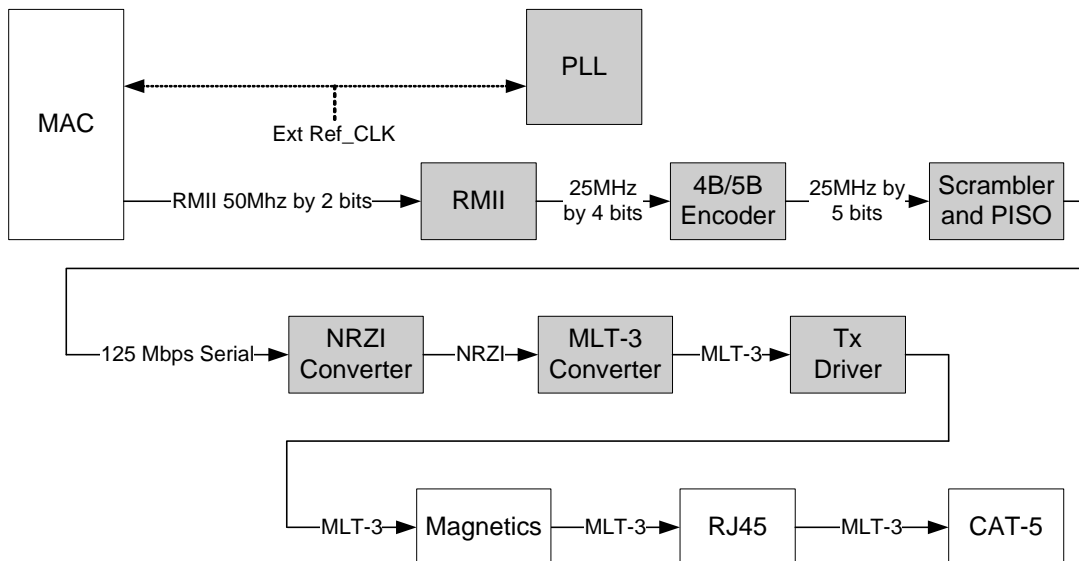 MAC
PLL
Ext Ref_CLK
RMII 50Mhz by 2 bits
RMII
25MHz
by 4 bits
4B/5B
Encoder
25MHz by
5 bits
Scrambler
and PISO
125 Mbps Serial
NRZI
Converter
NRZI
MLT-3
Converter
MLT-3
Tx
Driver
MLT-3
Magnetics
MLT-3
RJ45
MLT-3
CAT-5